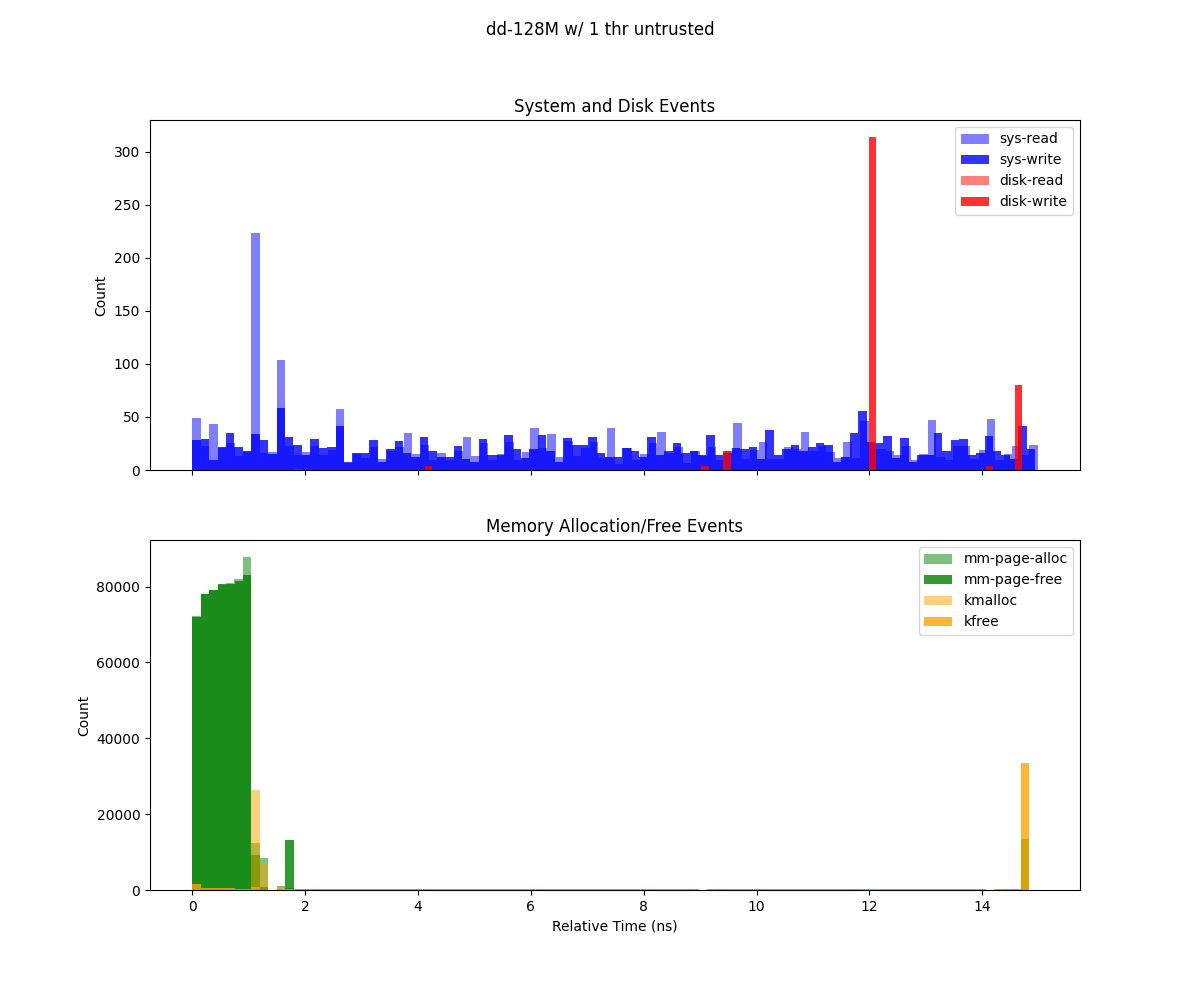 dd-128M w/ 1 thr untrusted
System and Disk Events
300
250
200
150
100
50
0
Count
sys-read
sys-write
disk-read
disk-write
Memory Allocation/Free Events
80000
60000
40000
20000
0
Count
mm-page-alloc
mm-page-free
kmalloc
kfree
0 2 4 6 8 10 12 14
Relative Time (ns)